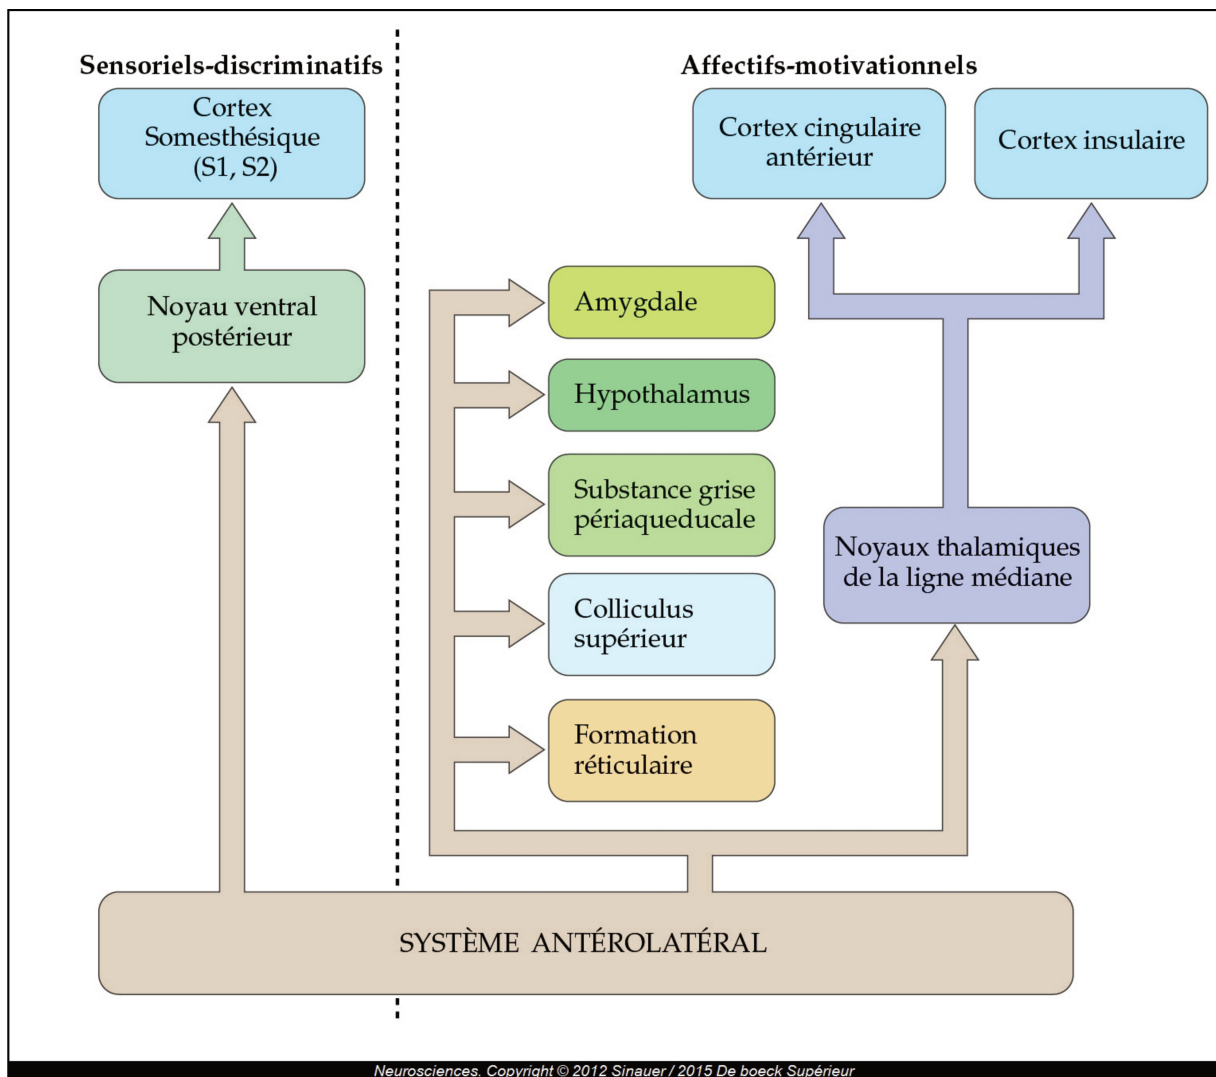 Sensoriels-discriminatifs
Cortex
Somesthésique
(S1, S2)
Noyau ventral
postérieur
Affectifs-motivationnels
Cortex cingulaire
antérieur
Cortex insulaire
Amygdale
Hypothalamus
Substance grise
périaqueducale
Colliculus
supérieur
Formation
réticulaire
Noyaux thalamiques
de la ligne médiane
SYSTÈME ANTÉROLATÉRAL
Neurosciences. Copyright © 2012 Sinauer / 2015 De boeck Supérieur